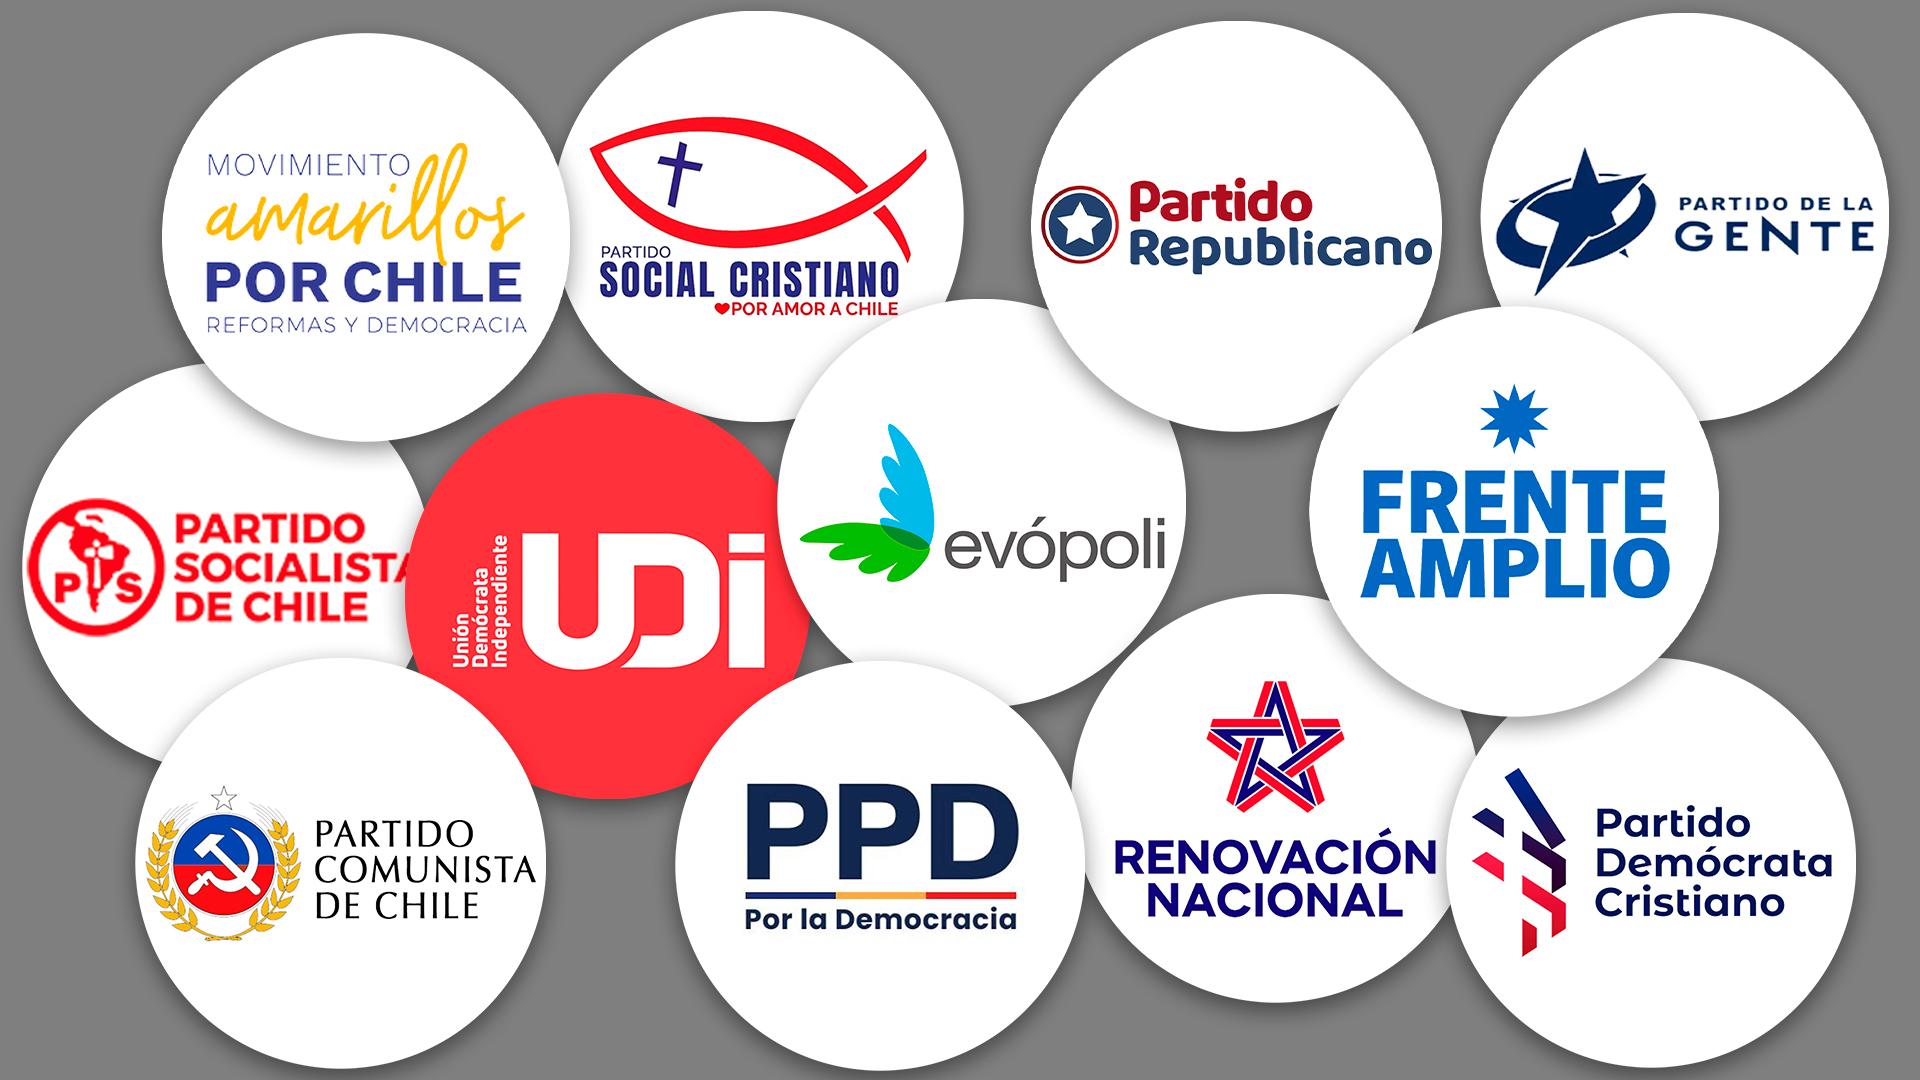 MOVIMIENTO
amarillos
POR CHILE
REFORMAS Y DEMOCRACIA
PARTIDO
SOCIAL CRISTIANO
POR AMOR A CHILE
Partido
Republicano
PARTIDO DE LA
GENTE
PS
PARTIDO
SOCIALISTA
DE CHILE
Unión
Demócrata
Independiente
UDi
evópoli
FRENTE
AMPLIO
PARTIDO
COMUNISTA
DE CHILE
PPD
Por la Democracia
RENOVACIÓN
NACIONAL
Partido
Demócrata
Cristiano